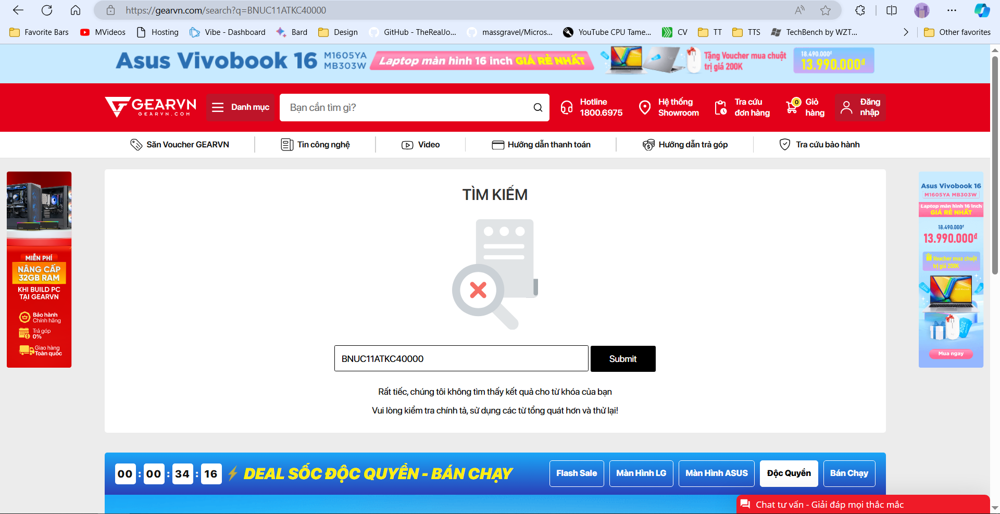 https://gearvn.com/search?q=BNUC11ATKC40000
Favorite Bars
MVideos
Hosting
Vibe - Dashboard
Bard
Design
GitHub - TheRealJo...
massgravel/Micros...
YouTube CPU Tame...
CV
TT
TTS
TechBench by WZT...
Other favorites
Asus Vivobook 16
M1605YA
MB303W
Laptop màn hình 16 inch GIÁ RẺ NHẤT
Tặng Voucher mua chuột
trị giá 200K
18.490.000đ
13.990.000đ
GEARVN
GEARVN.COM
Danh mục
Bạn cần tìm gì?
Hotline
1800.6975
Hệ thống
Showroom
Tra cứu
đơn hàng
0
Giỏ
hàng
Đăng
nhập
Săn Voucher GEARVN
Tin công nghệ
Video
Hướng dẫn thanh toán
Hướng dẫn trả góp
Tra cứu bảo hành
MIỄN PHÍ
NÂNG CẤP
32GB RAM
KHI BUILD PC
TẠI GEARVN
Bảo hành
Chính hãng
Trả góp
0%
Giao hàng
Toàn quốc
TÌM KIẾM
BNUC11ATKC40000
Submit
Rất tiếc, chúng tôi không tìm thấy kết quả cho từ khóa của bạn
Vui lòng kiểm tra chính tả, sử dụng các từ tổng quát hơn và thử lại!
Asus Vivobook 16
M1605YA MB303W
Laptop màn hình 16 inch
GIÁ RẺ NHẤT
18.490.000đ
13.990.000đ
Voucher mua chuột
trị giá 200K
200K
Mua ngay
00 : 00 : 34 : 16
DEAL SỐC ĐỘC QUYỀN - BÁN CHẠY
Flash Sale
Màn Hình LG
Màn Hình ASUS
Độc Quyền
Bán Chạy
Chat tư vấn - Giải đáp mọi thắc mắc